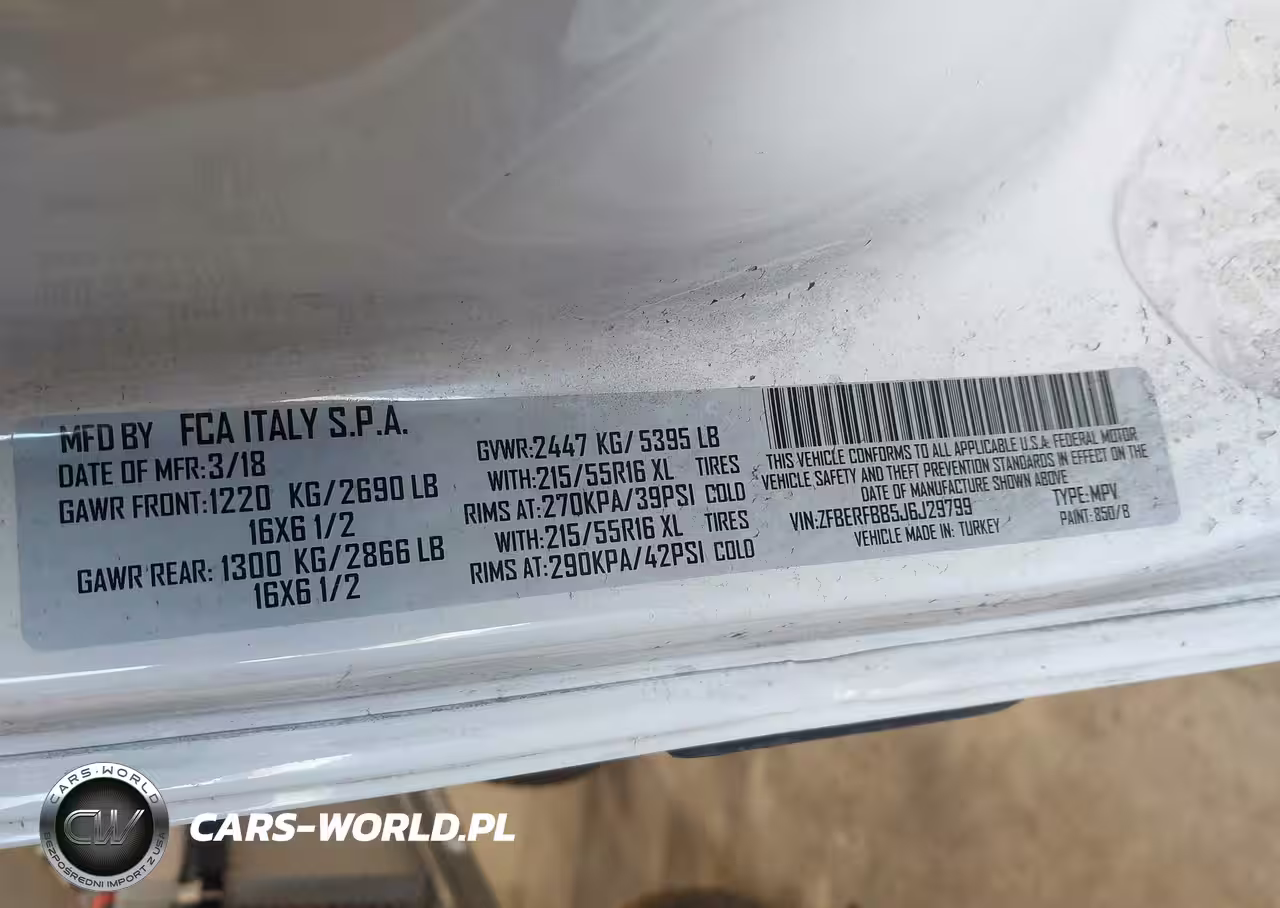 MFD BY FCA ITALY S.P.A.
DATE OF MFR:3/18
GAWR FRONT:1220 KG/2690 LB
16X6 1/2
GAWR REAR: 1300 KG/2866 LB
16X6 1/2
GVWR:2447 KG/5395 LB
WITH:215/55R16 XL TIRES
RIMS AT:270KPA/39PSI COLD
WITH:215/55R16 XL TIRES
RIMS AT:290KPA/42PSI COLD
THIS VEHICLE CONFORMS TO ALL APPLICABLE U.S.A. FEDERAL MOTOR
VEHICLE SAFETY AND THEFT PREVENTION STANDARDS IN EFFECT ON THE
DATE OF MANUFACTURE SHOWN ABOVE
VIN:ZFBERFBB5J6J29799 TYPE:MPV
VEHICLE MADE IN: TURKEY PAINT: 850/B
CARS-WORLD
CW
BEZPOŚREDNI IMPORT Z USA
CARS-WORLD.PL